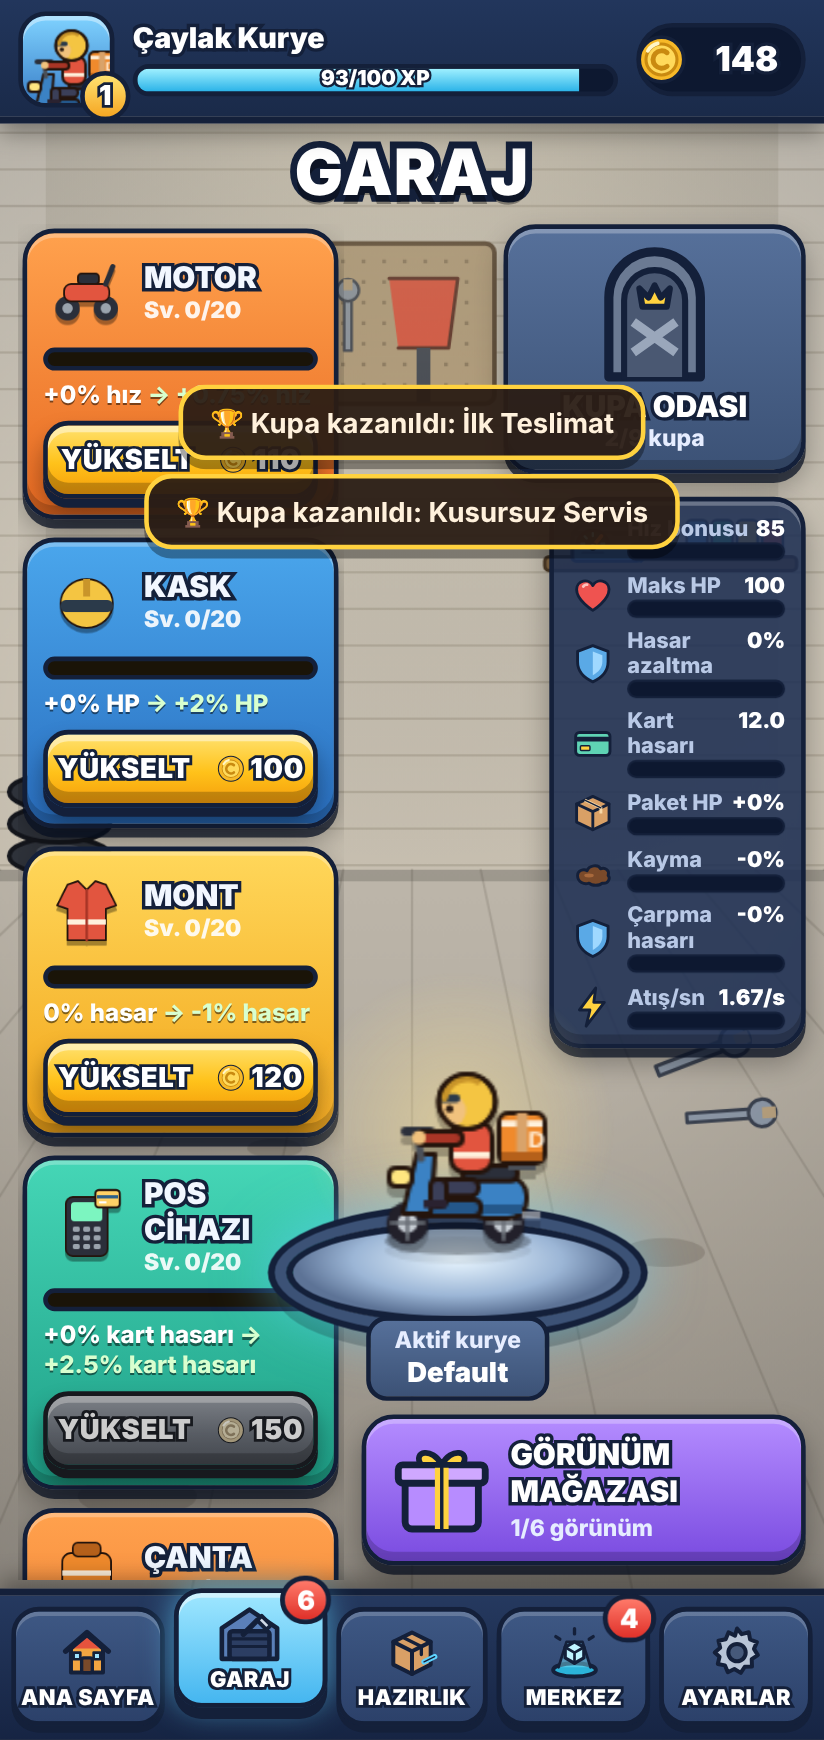 Çaylak Kurye
1
93/100 XP
148
GARAJ
MOTOR
Sv. 0/20
+0% hız →
YÜKSELT 110
KUPA ODASI
2/ kupa
🏆 Kupa kazanıldı: İlk Teslimat
🏆 Kupa kazanıldı: Kusursuz Servis
Hız bonusu 85
Maks HP 100
Hasar azaltma 0%
Kart hasarı 12.0
Paket HP +0%
Kayma -0%
Çarpma hasarı -0%
Atış/sn 1.67/s
KASK
Sv. 0/20
+0% HP → +2% HP
YÜKSELT 100
MONT
Sv. 0/20
0% hasar → -1% hasar
YÜKSELT 120
POS
CİHAZI
Sv. 0/20
+0% kart hasarı →
+2.5% kart hasarı
YÜKSELT 150
ÇANTA
D
Aktif kurye
Default
GÖRÜNÜM
MAĞAZASI
1/6 görünüm
ANA SAYFA
6
GARAJ
HAZIRLIK
4
MERKEZ
AYARLAR